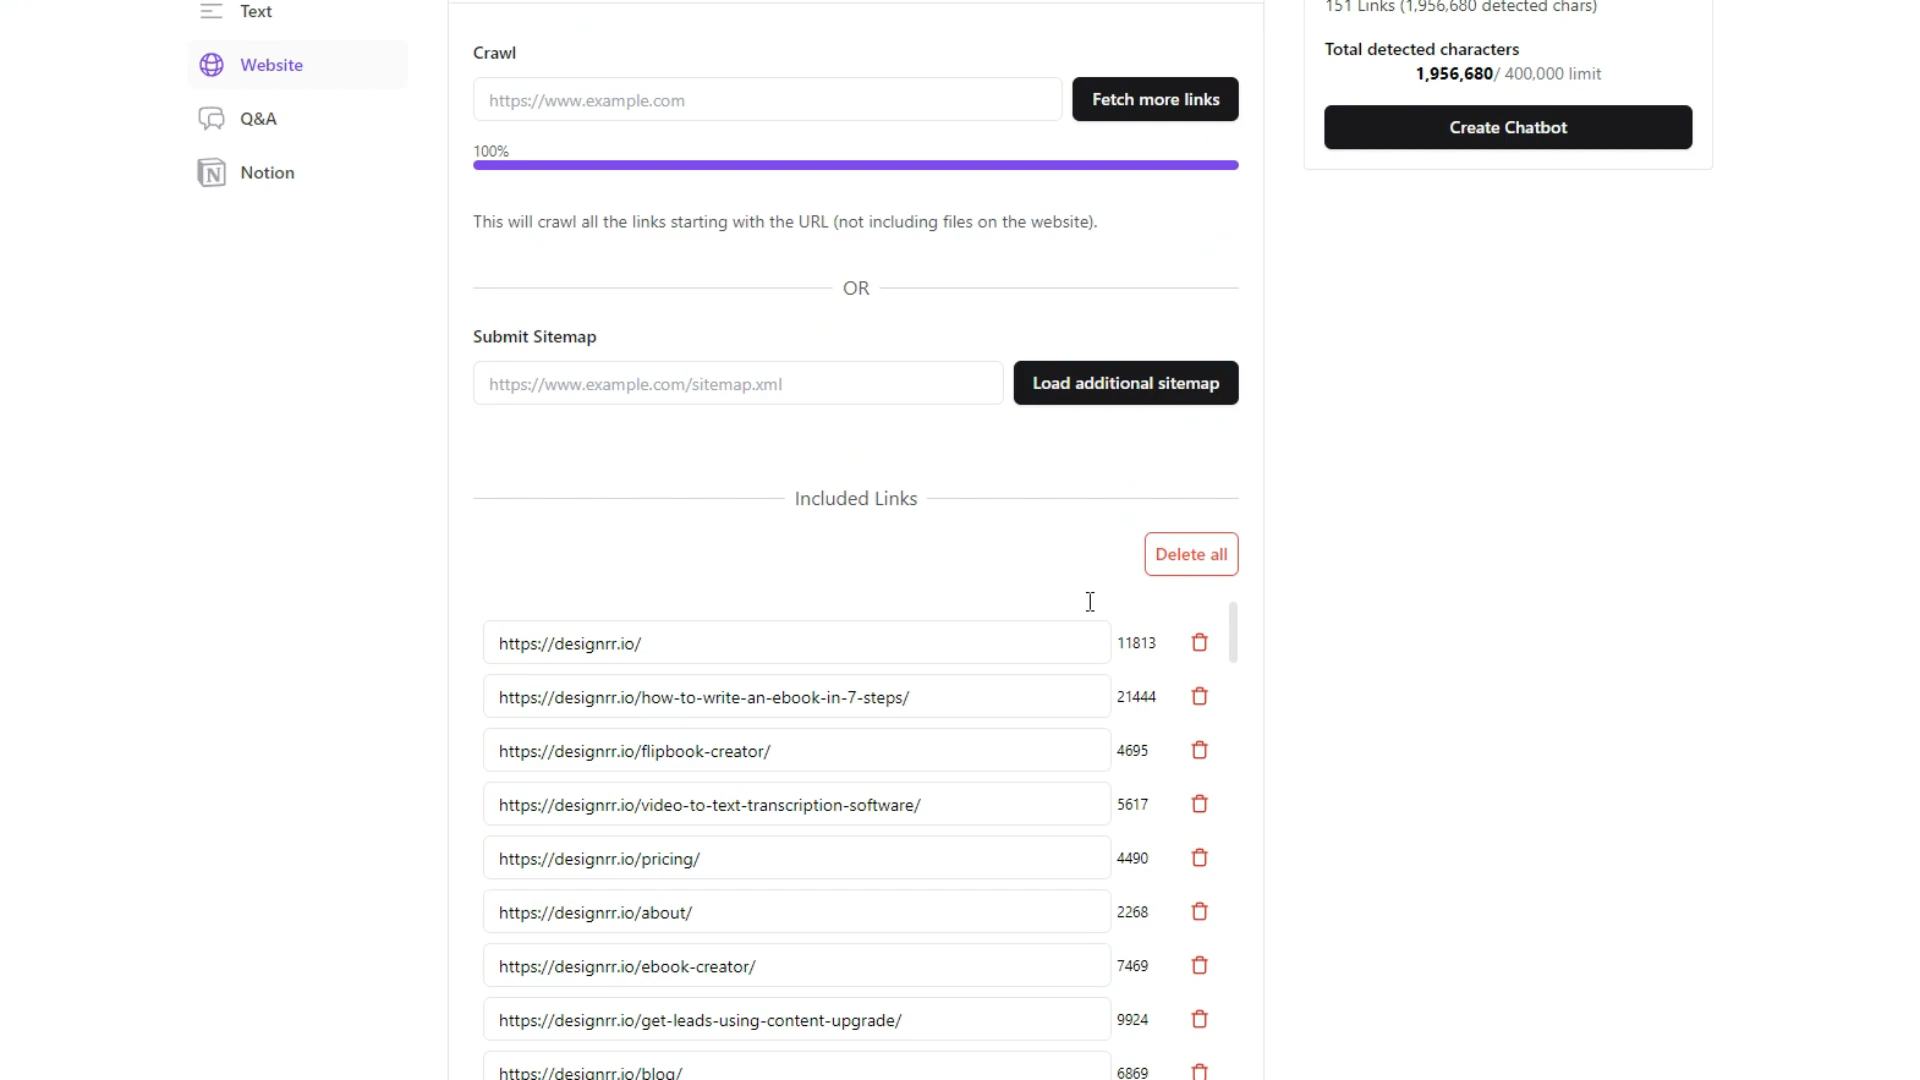 Text
Website
Q&A
Notion
Crawl
https://www.example.com
Fetch more links
100%
This will crawl all the links starting with the URL (not including files on the website).
OR
Submit Sitemap
https://www.example.com/sitemap.xml
Load additional sitemap
Included Links
Delete all
https://designrr.io/ 11813
https://designrr.io/how-to-write-an-ebook-in-7-steps/ 21444
https://designrr.io/flipbook-creator/ 4695
https://designrr.io/video-to-text-transcription-software/ 5617
https://designrr.io/pricing/ 4490
https://designrr.io/about/ 2268
https://designrr.io/ebook-creator/ 7469
https://designrr.io/get-leads-using-content-upgrade/ 9924
https://designrr.io/blog/ 6869
151 Links (1,956,680 detected chars)
Total detected characters
1,956,680/ 400,000 limit
Create Chatbot